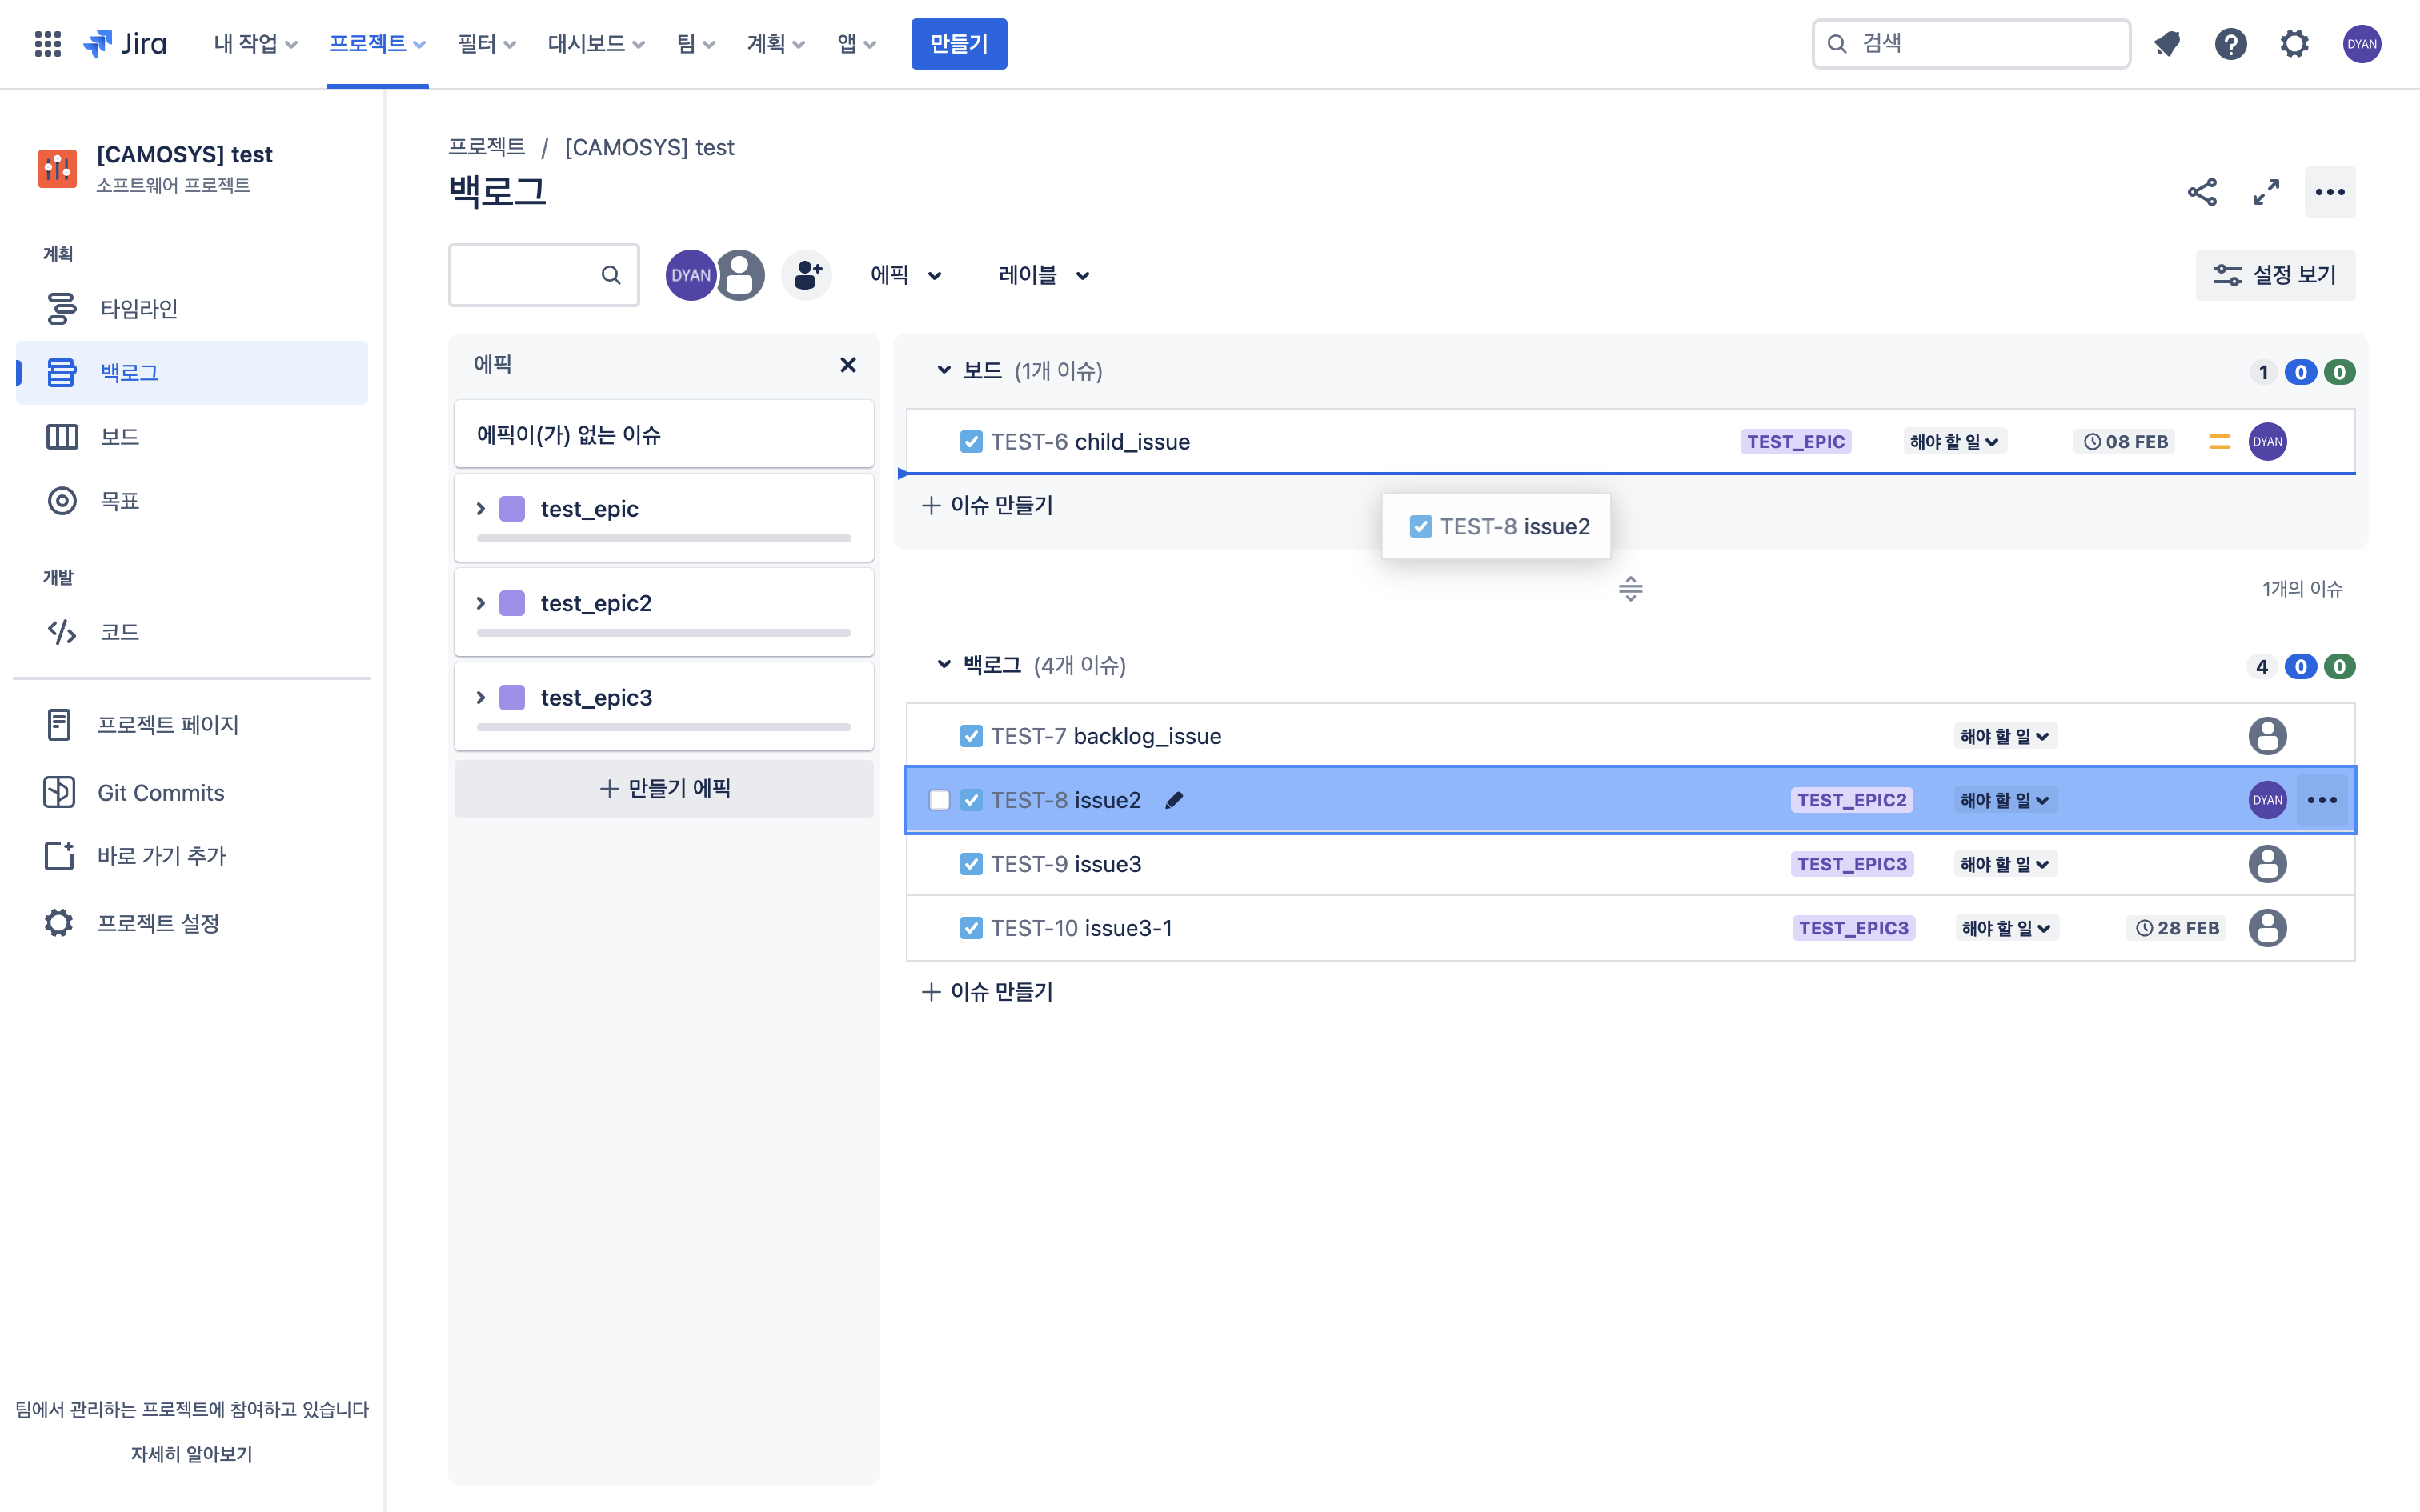 Jira 내 작업 프로젝트 필터 대시보드 팀 계획 앱 만들기 검색 DYAN
[CAMOSYS] test
소프트웨어 프로젝트
계획
타임라인
백로그
보드
목표
개발
코드
프로젝트 페이지
Git Commits
바로 가기 추가
프로젝트 설정
팀에서 관리하는 프로젝트에 참여하고 있습니다
자세히 알아보기
프로젝트 / [CAMOSYS] test
백로그
DYAN 에픽 레이블 설정 보기
에픽
에픽이(가) 없는 이슈
test_epic
test_epic2
test_epic3
+ 만들기 에픽
보드 (1개 이슈) 1 0 0
TEST-6 child_issue TEST_EPIC 해야 할 일 08 FEB DYAN
+ 이슈 만들기
TEST-8 issue2
1개의 이슈
백로그 (4개 이슈) 4 0 0
TEST-7 backlog_issue 해야 할 일
TEST-8 issue2 TEST_EPIC2 해야 할 일 DYAN
TEST-9 issue3 TEST_EPIC3 해야 할 일
TEST-10 issue3-1 TEST_EPIC3 해야 할 일 28 FEB
+ 이슈 만들기